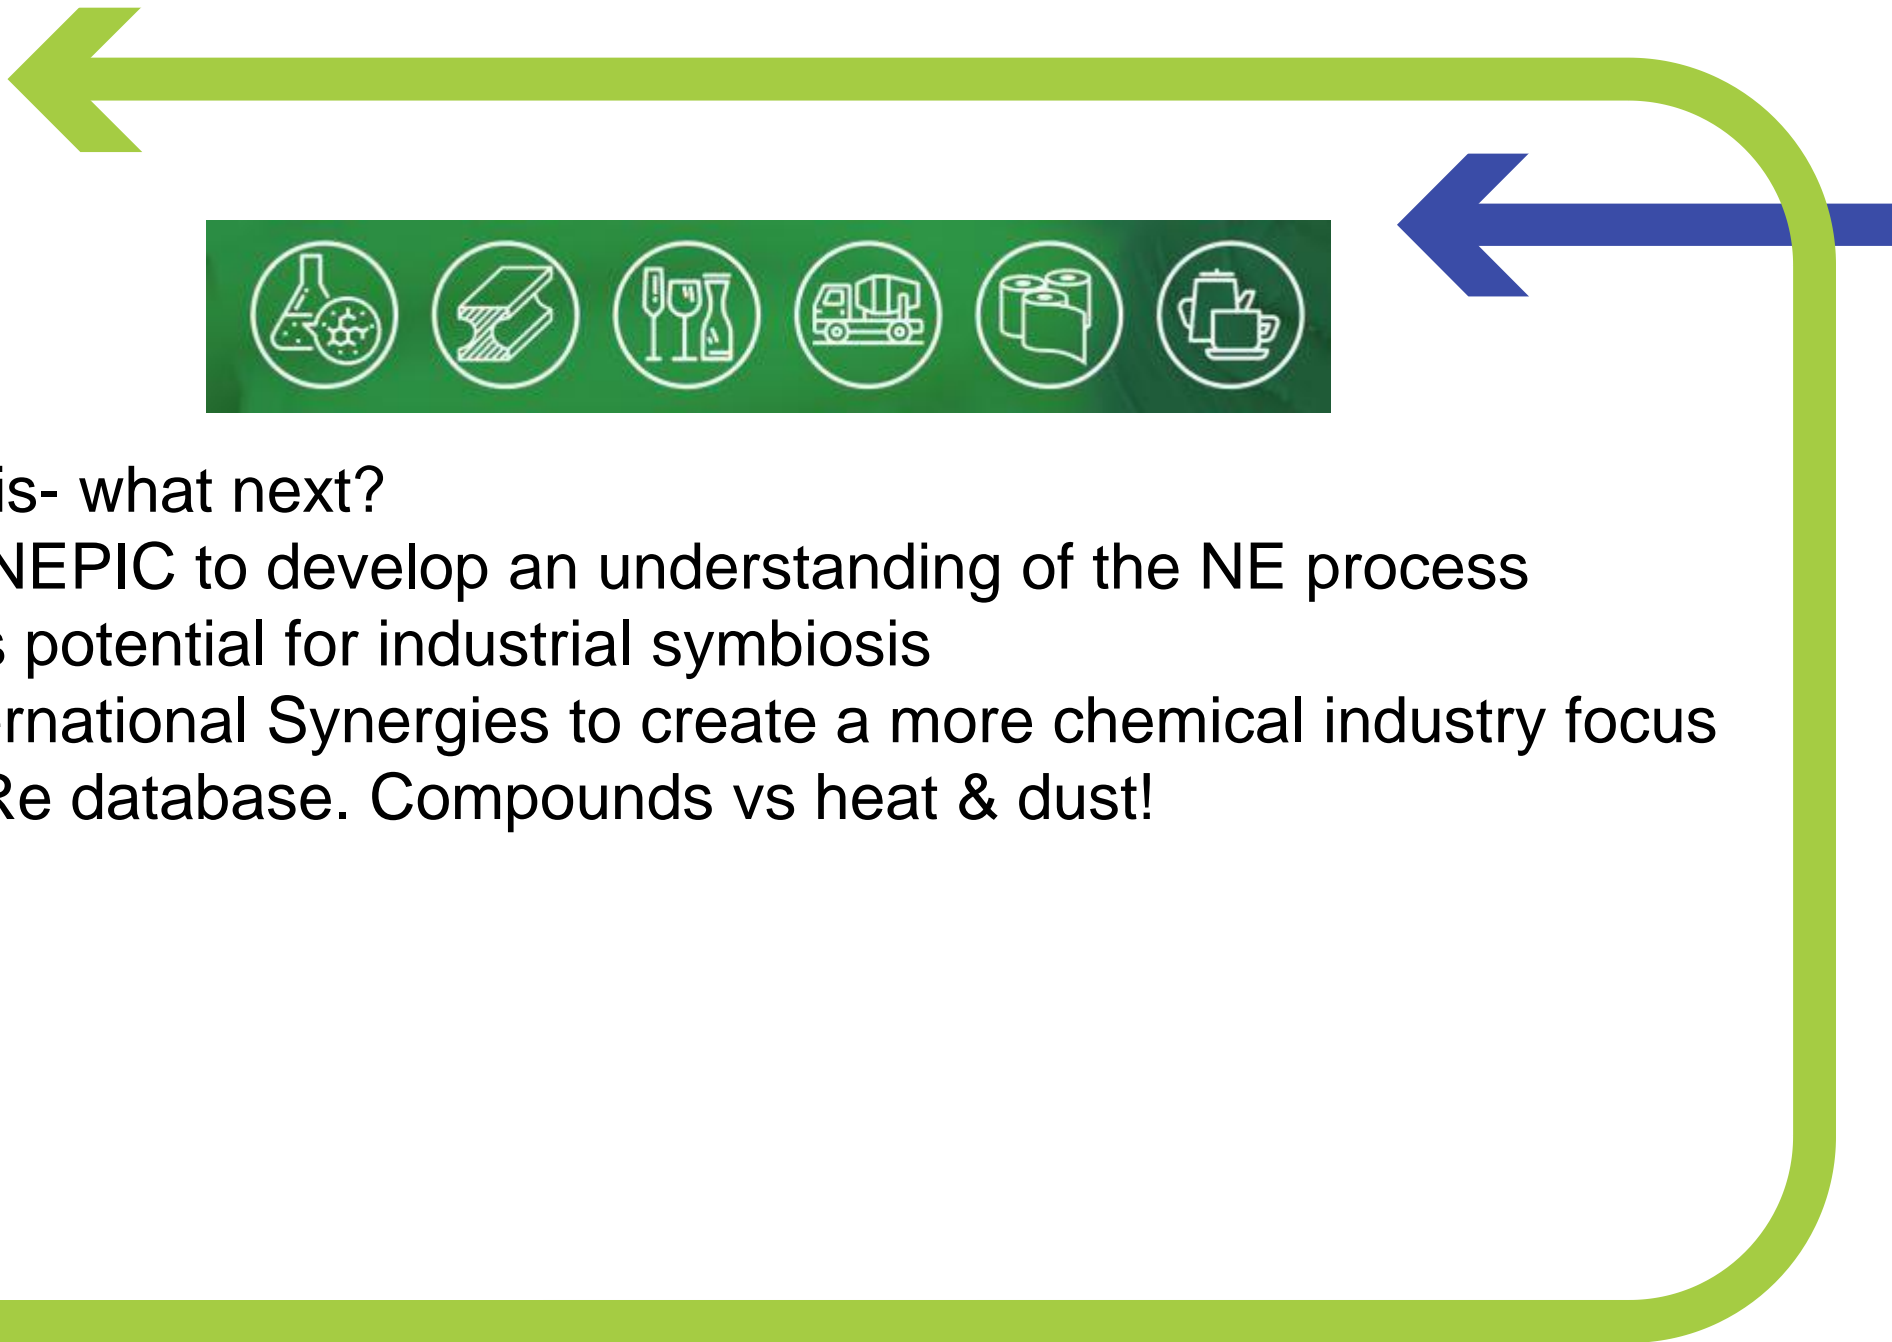 is- what next?
NEPIC to develop an understanding of the NE process
s potential for industrial symbiosis
ernational Synergies to create a more chemical industry focus
Re database. Compounds vs heat & dust!